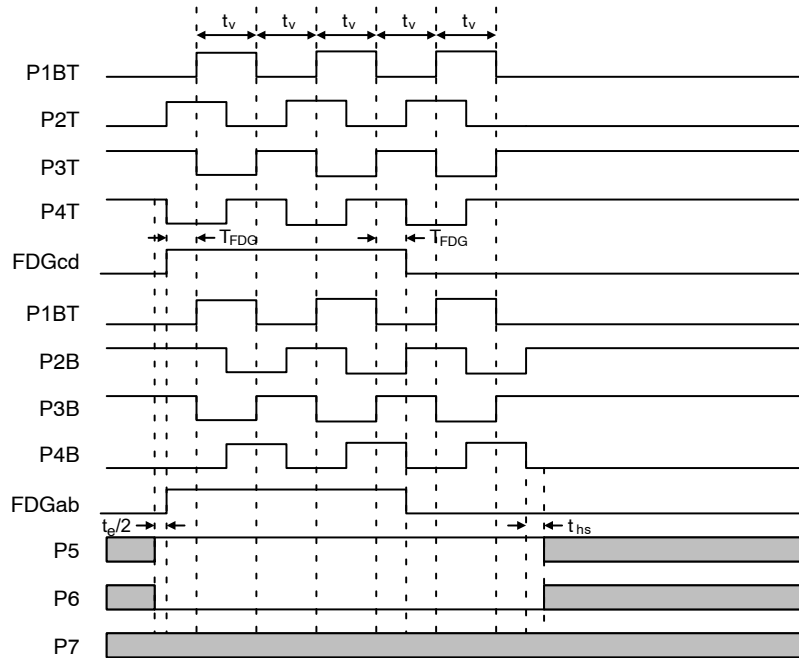 tv tv tv tv tv
P1BT
P2T
P3T
P4T
TFDG TFDG
FDGcd
P1BT
P2B
P3B
P4B
FDGab
te/2 ths
P5
P6
P7